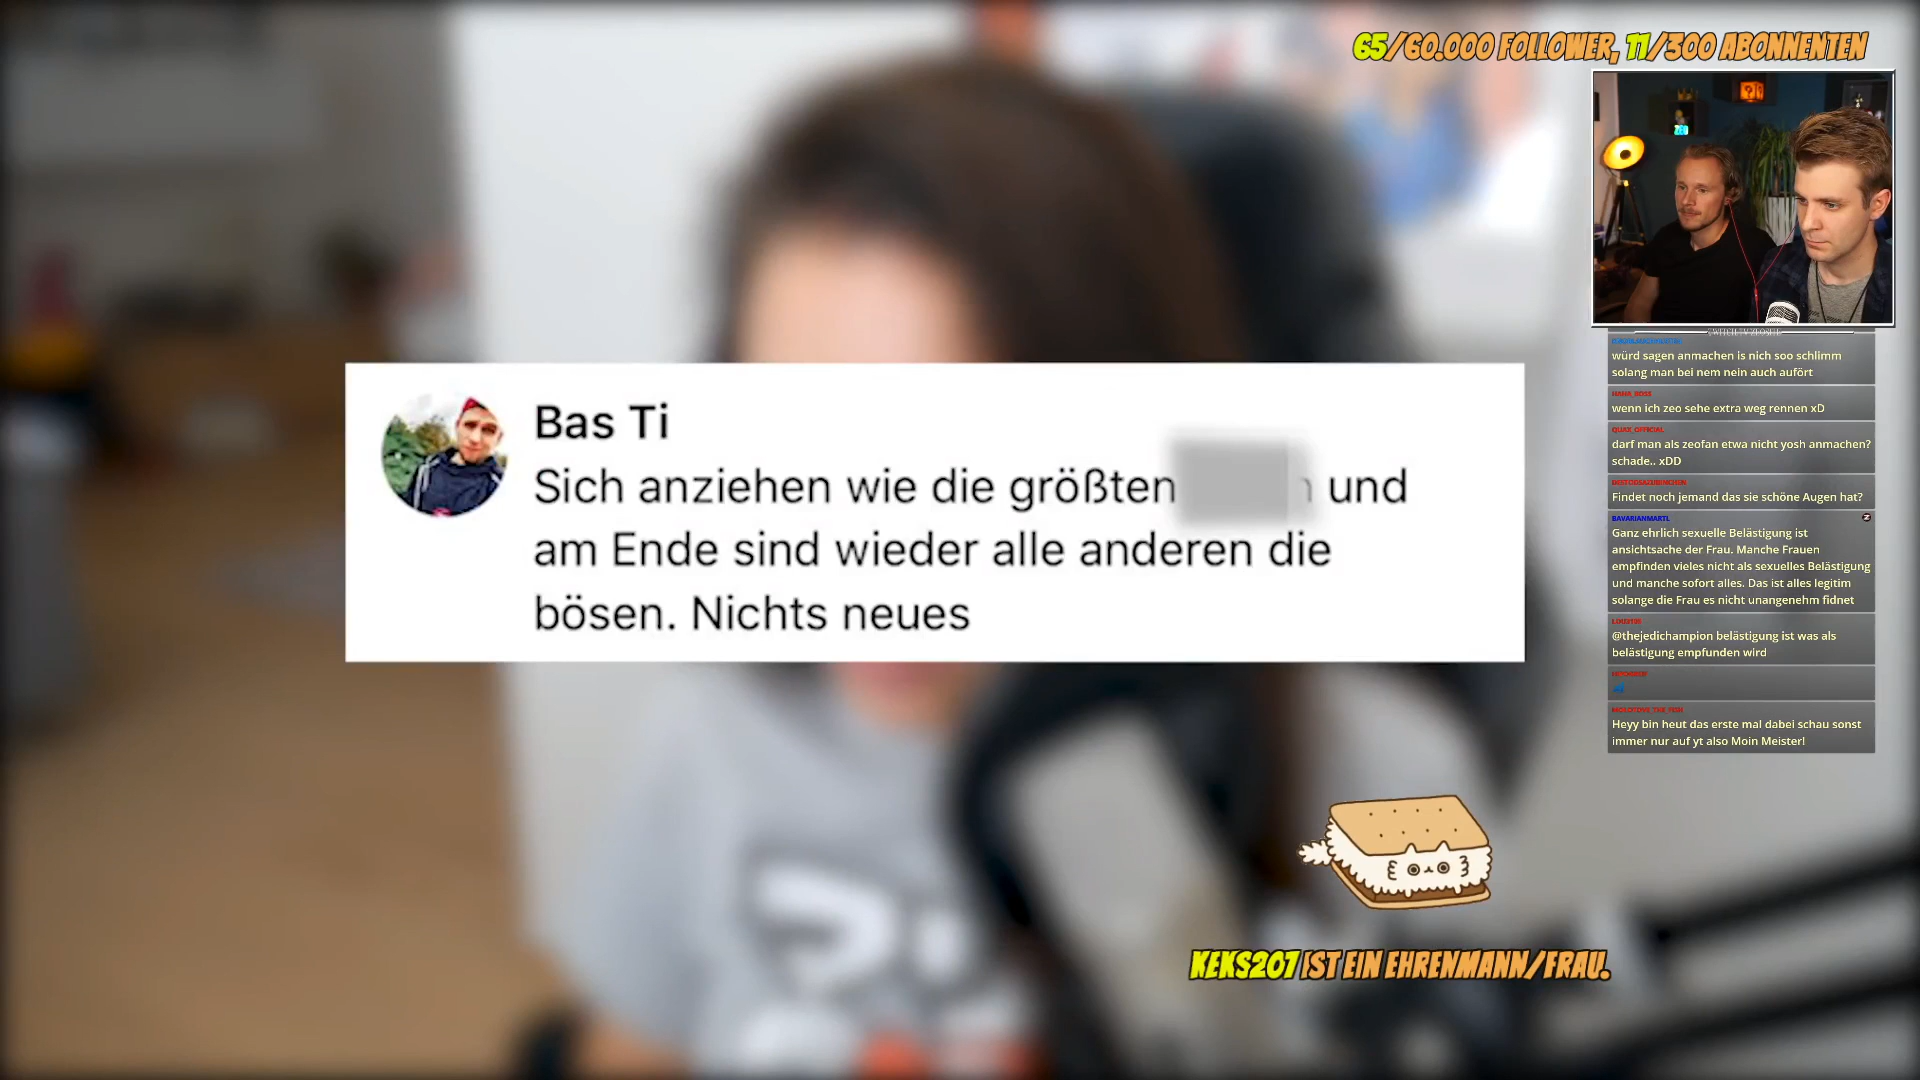 65/60.000 FOLLOWER, 11/300 ABONNENTEN
Bas Ti
Sich anziehen wie die größten und
am Ende sind wieder alle anderen die
bösen. Nichts neues
würd sagen anmachen is nich soo schlimm
solang man bei nem nein auch aufört
HANA_ROSS
wenn ich zeo sehe extra weg rennen xD
QUAX_OFFICIAL
darf man als zeofan etwa nicht yosh anmachen?
schade.. xDD
Findet noch jemand das sie schöne Augen hat?
BAVARIANMARTL
Ganz ehrlich sexuelle Belästigung ist
ansichtsache der Frau. Manche Frauen
empfinden vieles nicht als sexuelles Belästigung
und manche sofort alles. Das ist alles legitim
solange die Frau es nicht unangenehm fidnet
@thejedichampion belästigung ist was als
belästigung empfunden wird
Heyy bin heut das erste mal dabei schau sonst
immer nur auf yt also Moin Meister!
KEKS207 IST EIN EHRENMANN/FRAU.